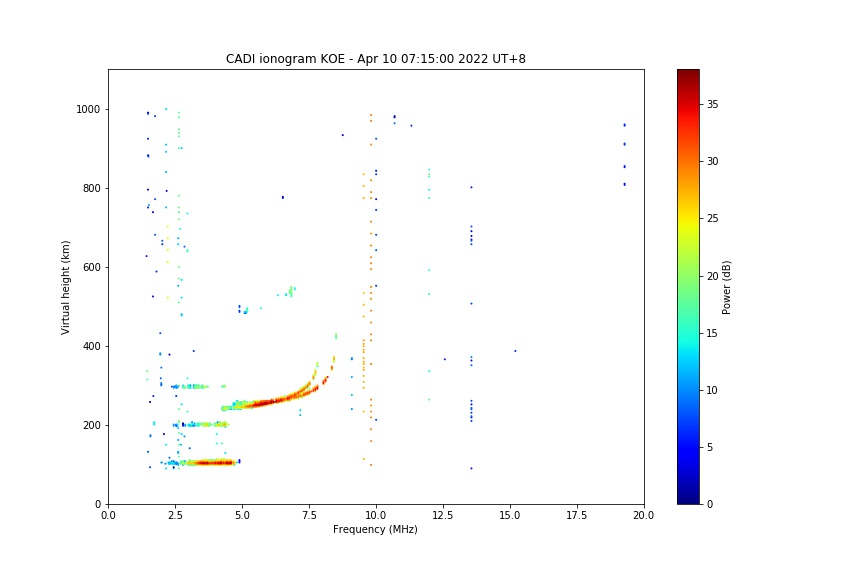 CADI ionogram KOE - Apr 10 07:15:00 2022 UT+8
1000
800
600
400
200
0
Virtual height (km)
0.0 2.5 5.0 7.5 10.0 12.5 15.0 17.5 20.0
Frequency (MHz)
35
30
25
20
15
10
5
0
Power (dB)